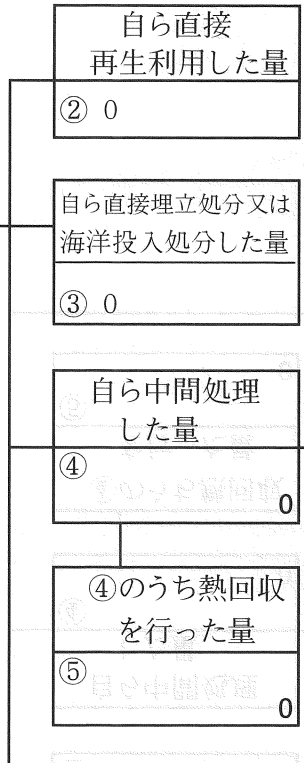 自ら直接
再生利用した量
② 0
自ら直接埋立処分又は
海洋投入処分した量
③ 0
自ら中間処理
した量
④
0
④のうち熱回収
を行った量
⑤
0